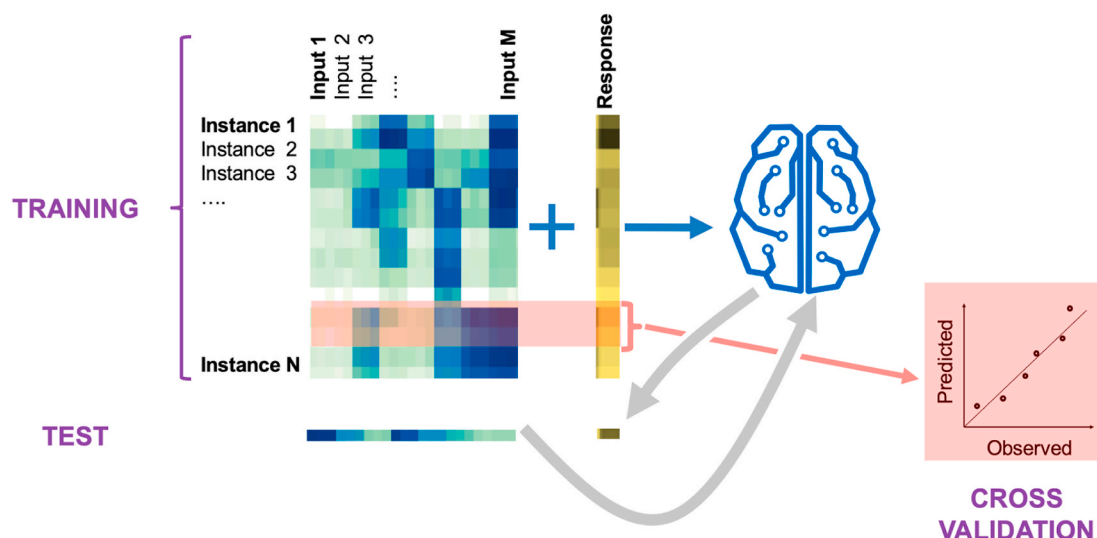 Input 1
Input 2
Input 3
....
Input M
Response
Instance 1
Instance 2
Instance 3
....
TRAINING
Instance N
TEST
Predicted
Observed
CROSS
VALIDATION